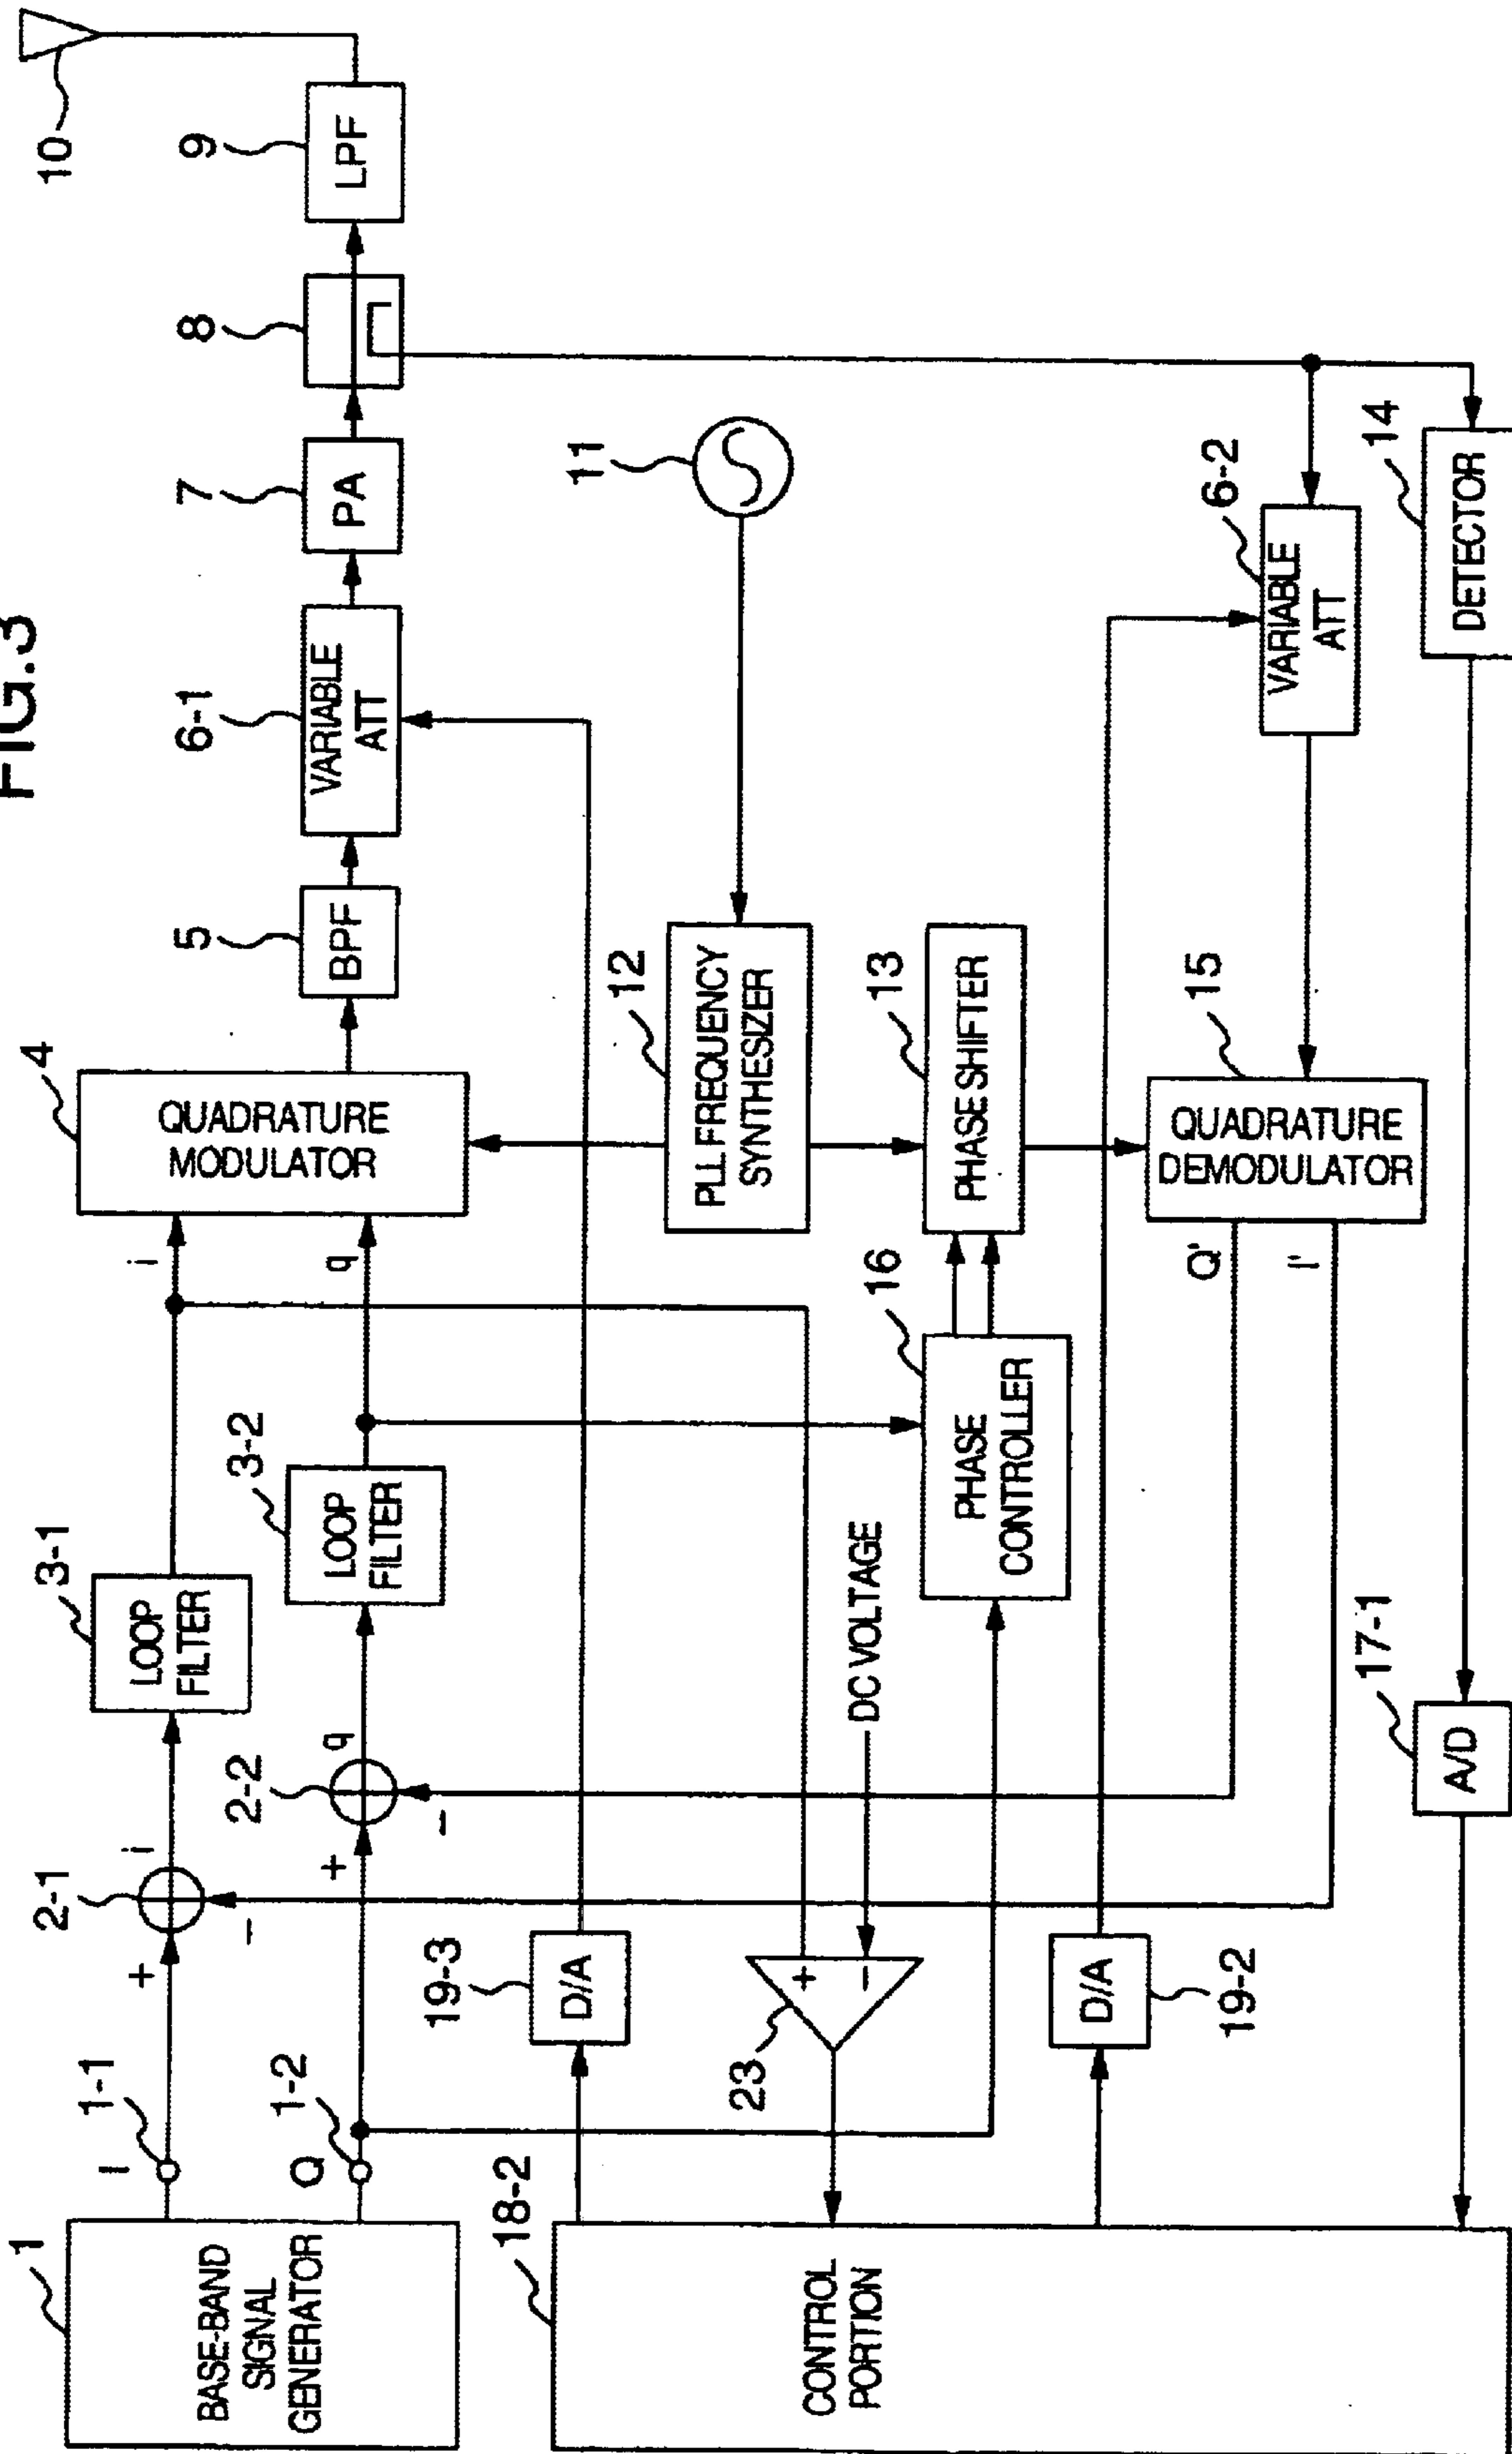 FIG.3
1
BASE-BAND
SIGNAL
GENERATOR
I
1-1
Q
1-2
+
2-1
i
−
+
2-2
q
−
3-1
LOOP
FILTER
3-2
LOOP
FILTER
i
q
4
QUADRATURE
MODULATOR
5
BPF
6-1
VARIABLE
ATT
7
PA
8
9
LPF
10
11
12
PLL FREQUENCY
SYNTHESIZER
13
PHASE SHIFTER
16
PHASE
CONTROLLER
DC VOLTAGE
19-3
D/A
23
+
−
18-2
CONTROL
PORTION
D/A
19-2
15
QUADRATURE
DEMODULATOR
Q'
I'
6-2
VARIABLE
ATT
14
DETECTOR
17-1
A/D